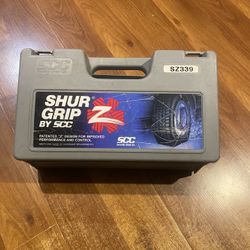 SCC
SZ339
SHUR
GRIP Z
BY SCC
PATENTED "Z" DESIGN FOR IMPROVED
PERFORMANCE AND CONTROL
SCC